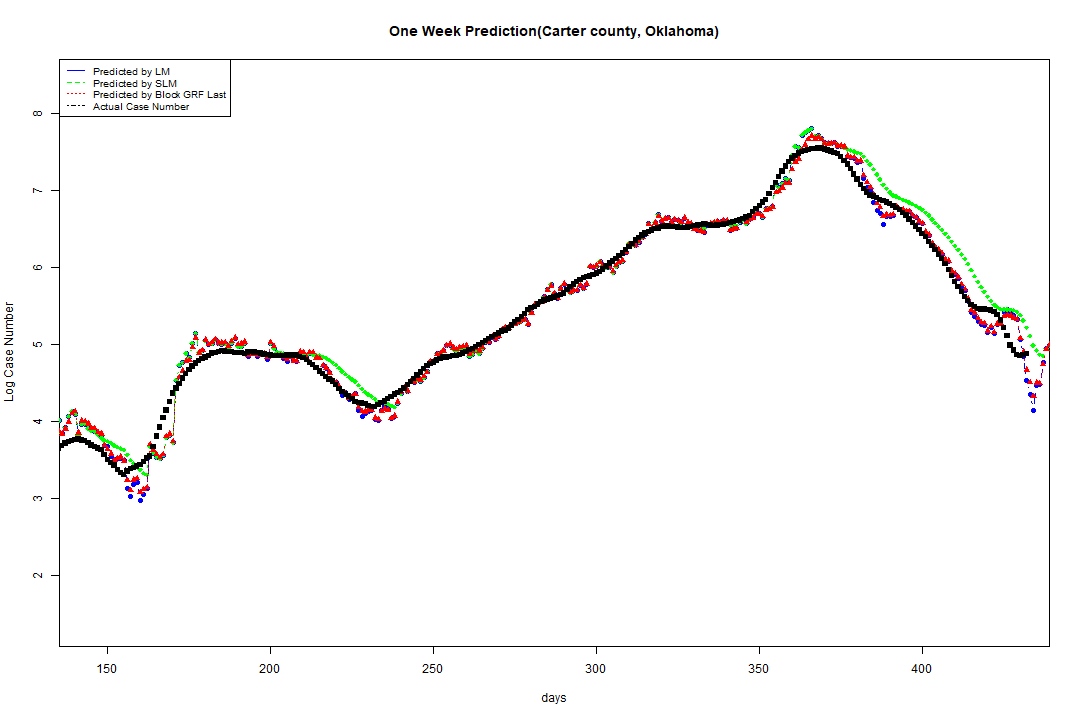 One Week Prediction(Carter county, Oklahoma)
Predicted by LM
Predicted by SLM
Predicted by Block GRF Last
Actual Case Number
8
7
6
5
4
3
2
Log Case Number
150 200 250 300 350 400
days